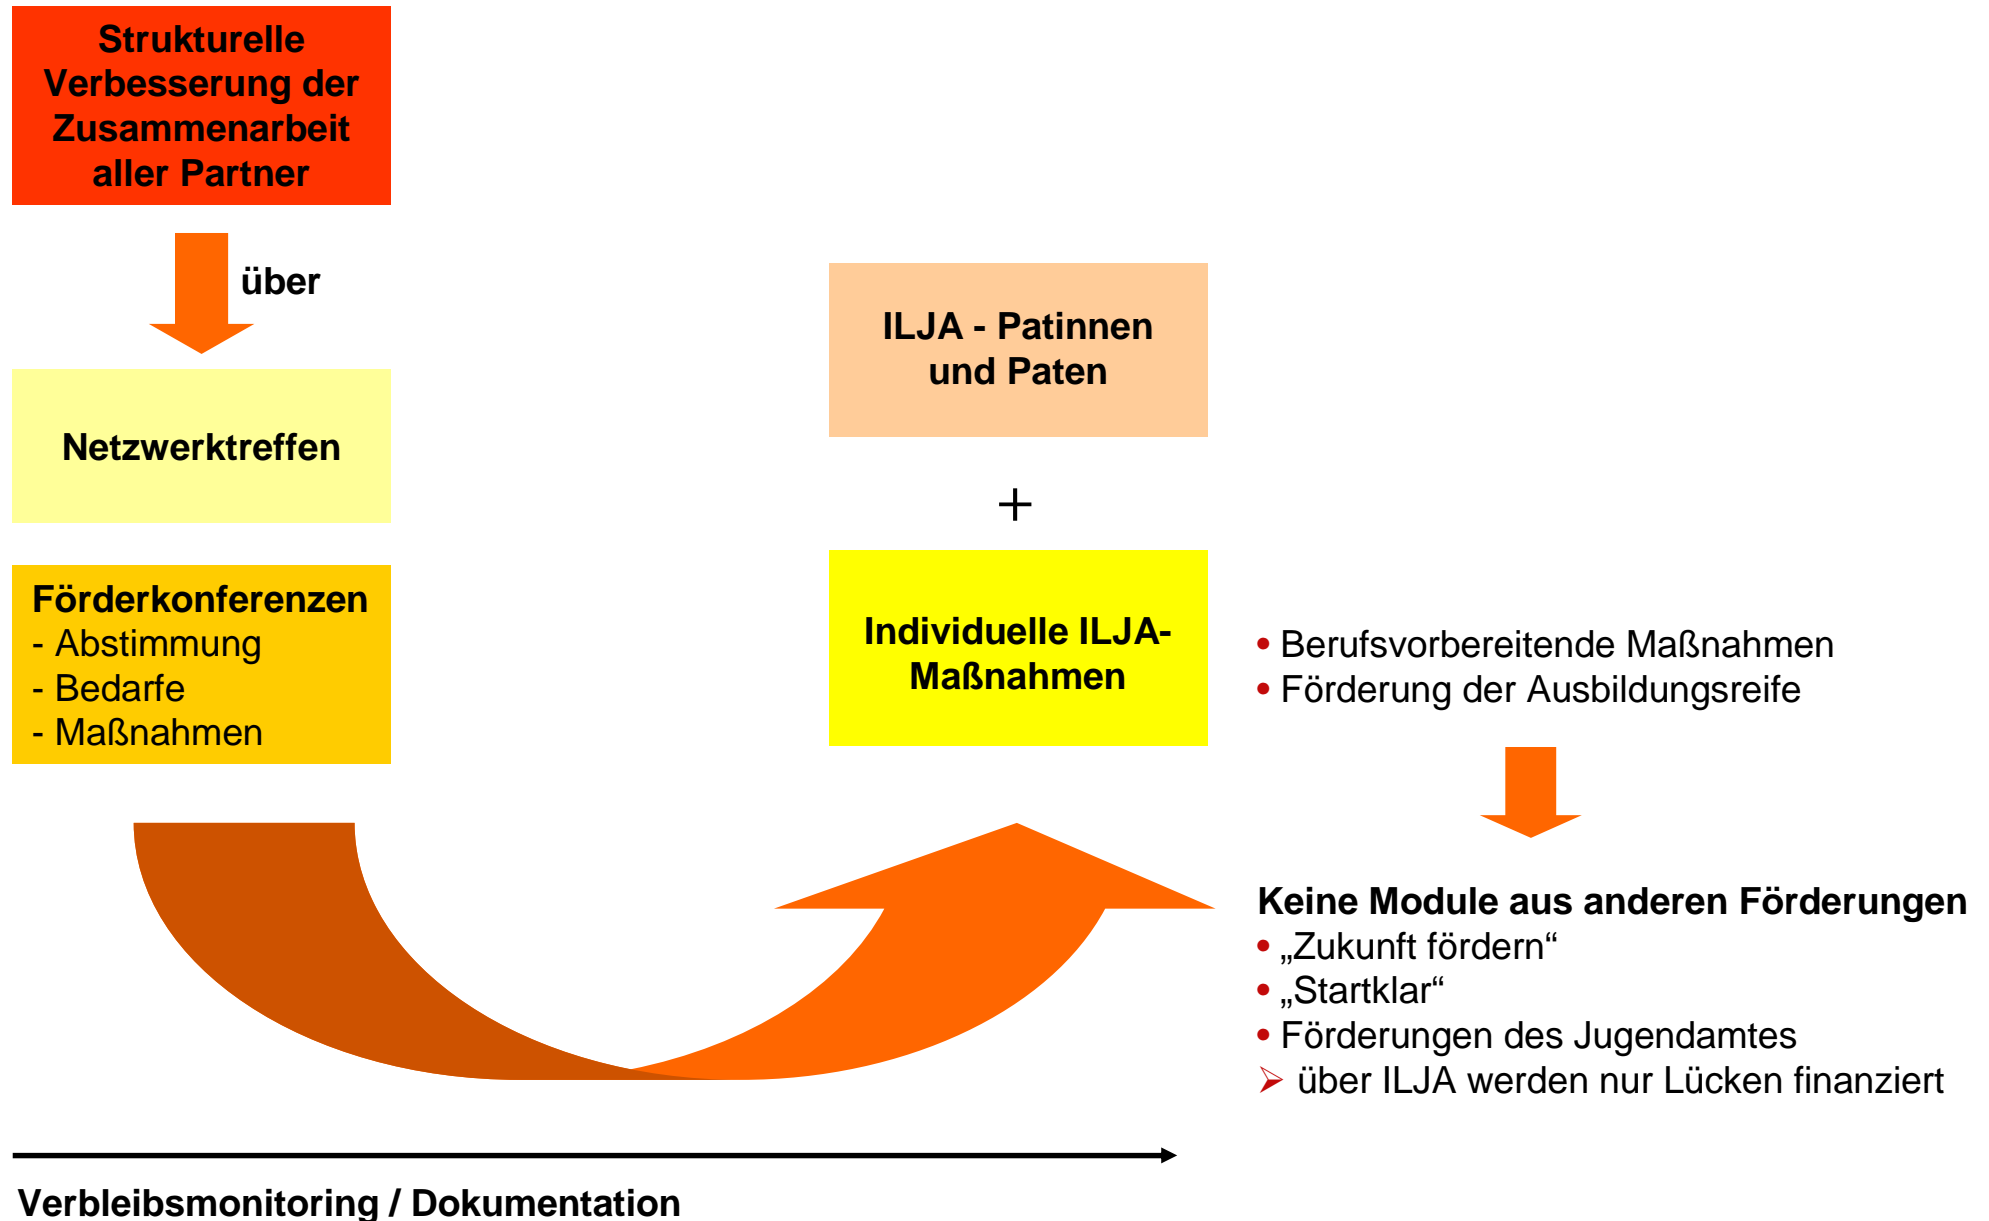 Strukturelle
Verbesserung der
Zusammenarbeit
aller Partner
über
Netzwerktreffen
Förderkonferenzen
- Abstimmung
- Bedarfe
- Maßnahmen
ILJA - Patinnen
und Paten
+
Individuelle ILJA-
Maßnahmen
• Berufsvorbereitende Maßnahmen
• Förderung der Ausbildungsreife
Keine Module aus anderen Förderungen
• „Zukunft fördern“
• „Startklar“
• Förderungen des Jugendamtes
➢ über ILJA werden nur Lücken finanziert
Verbleibsmonitoring / Dokumentation